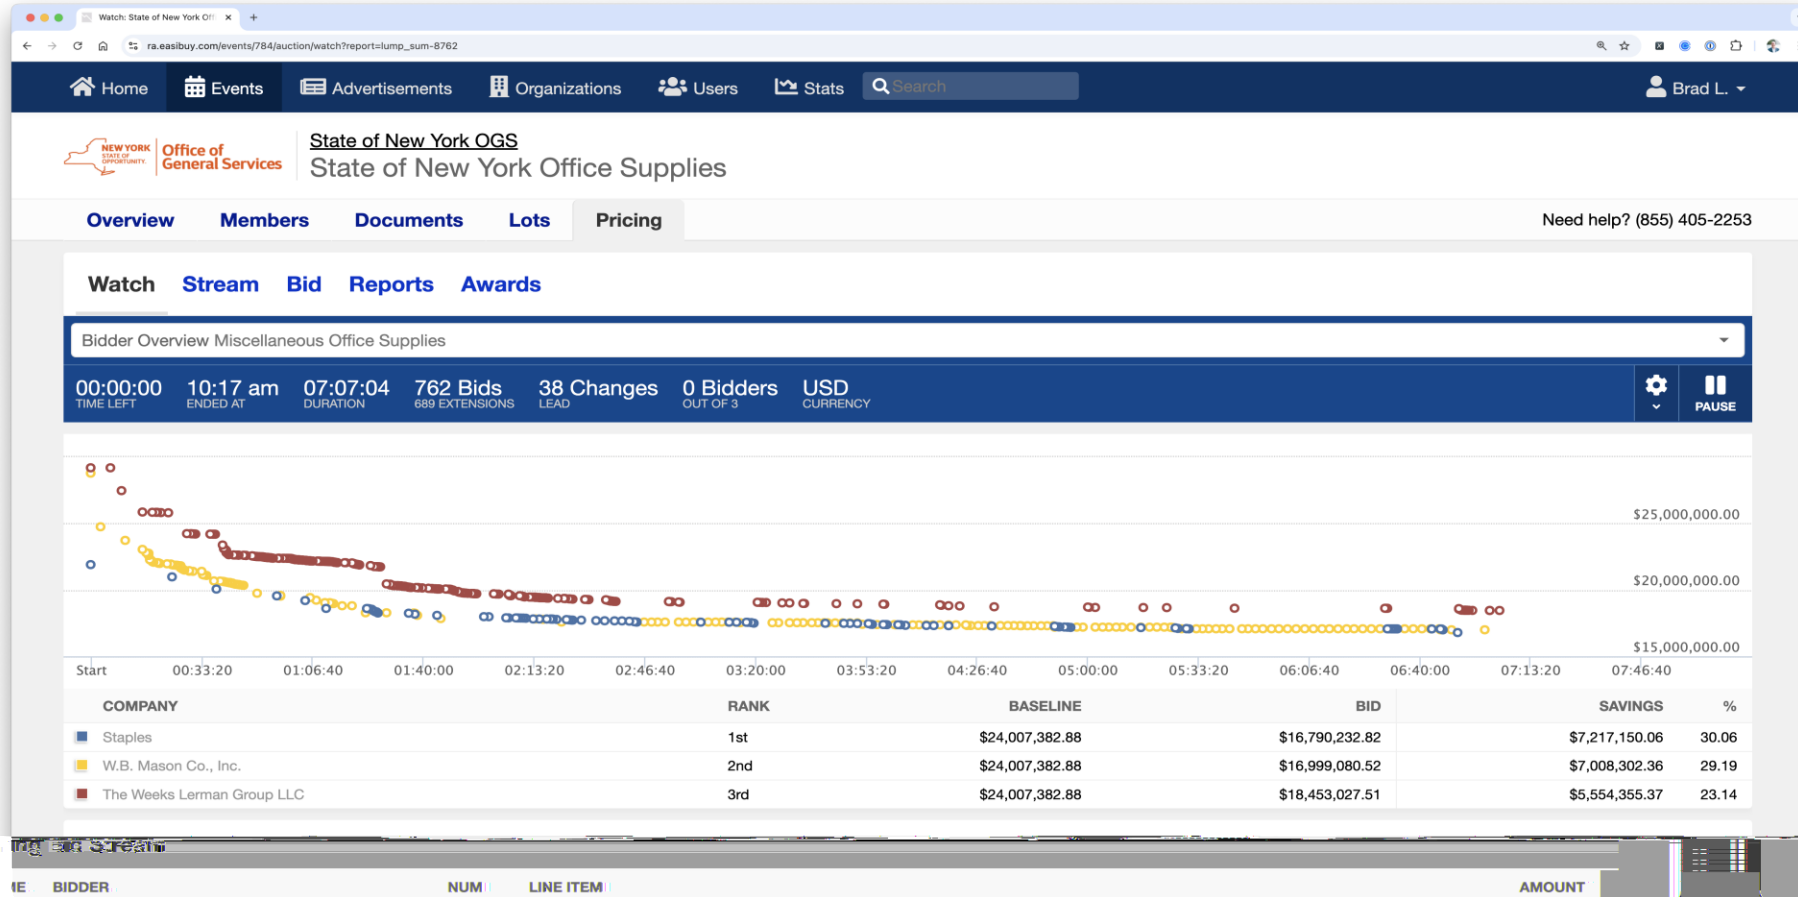 Watch: State of New York Off
ra.easibuy.com/events/784/auction/watch?report=lump_sum-8762
Home Events Advertisements Organizations Users Stats Search Brad L.
NEW YORK STATE OF OPPORTUNITY.
Office of General Services
State of New York OGS
State of New York Office Supplies
Overview Members Documents Lots Pricing Need help? (855) 405-2253
Watch Stream Bid Reports Awards
Bidder Overview Miscellaneous Office Supplies
00:00:00 10:17 am 07:07:04 762 Bids 38 Changes 0 Bidders USD
TIME LEFT ENDED AT DURATION 689 EXTENSIONS LEAD OUT OF 3 CURRENCY PAUSE
$25,000,000.00
$20,000,000.00
$15,000,000.00
Start 00:33:20 01:06:40 01:40:00 02:13:20 02:46:40 03:20:00 03:53:20 04:26:40 05:00:00 05:33:20 06:06:40 06:40:00 07:13:20 07:46:40
COMPANY RANK BASELINE BID SAVINGS %
Staples 1st $24,007,382.88 $16,790,232.82 $7,217,150.06 30.06
W.B. Mason Co., Inc. 2nd $24,007,382.88 $16,999,080.52 $7,008,302.36 29.19
The Weeks Lerman Group LLC 3rd $24,007,382.88 $18,453,027.51 $5,554,355.37 23.14
Stream
BIDDER NUM LINE ITEM AMOUNT